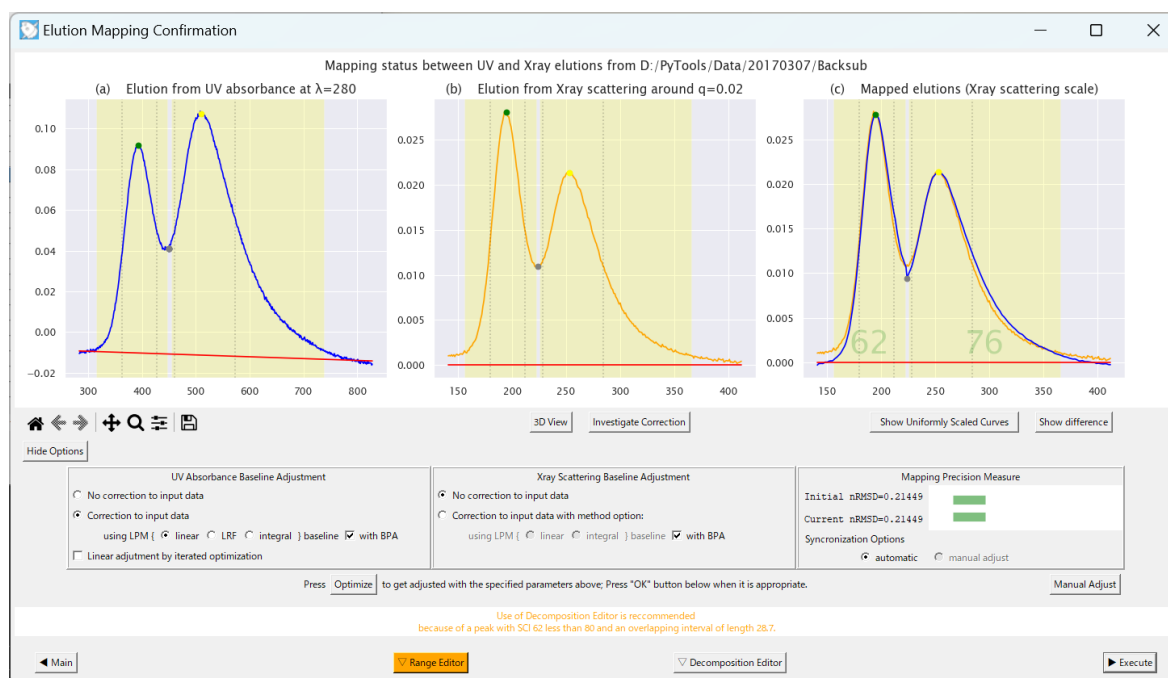 Elution Mapping Confirmation
Mapping status between UV and Xray elutions from D:/PyTools/Data/20170307/Backsub
(a) Elution from UV absorbance at λ=280
(b) Elution from Xray scattering around q=0.02
(c) Mapped elutions (Xray scattering scale)
0.10
0.08
0.06
0.04
0.02
0.00
−0.02
300 400 500 600 700 800
0.025
0.020
0.015
0.010
0.005
0.000
150 200 250 300 350 400
0.025
0.020
0.015
0.010
0.005
0.000
62 76
150 200 250 300 350 400
3D View Investigate Correction Show Uniformly Scaled Curves Show difference
Hide Options
UV Absorbance Baseline Adjustment
No correction to input data
Correction to input data
using LPM { linear LRF integral } baseline with BPA
Linear adjutment by iterated optimization
Xray Scattering Baseline Adjustment
No correction to input data
Correction to input data with method option:
using LPM { linear integral } baseline with BPA
Mapping Precision Measure
Initial nRMSD=0.21449
Current nRMSD=0.21449
Syncronization Options
automatic manual adjust
Press Optimize to get adjusted with the specified parameters above; Press "OK" button below when it is appropriate.
Manual Adjust
Use of Decomposition Editor is reccommended
because of a peak with SCI 62 less than 80 and an overlapping interval of length 28.7.
◀ Main ▽ Range Editor ▽ Decomposition Editor ▶ Execute